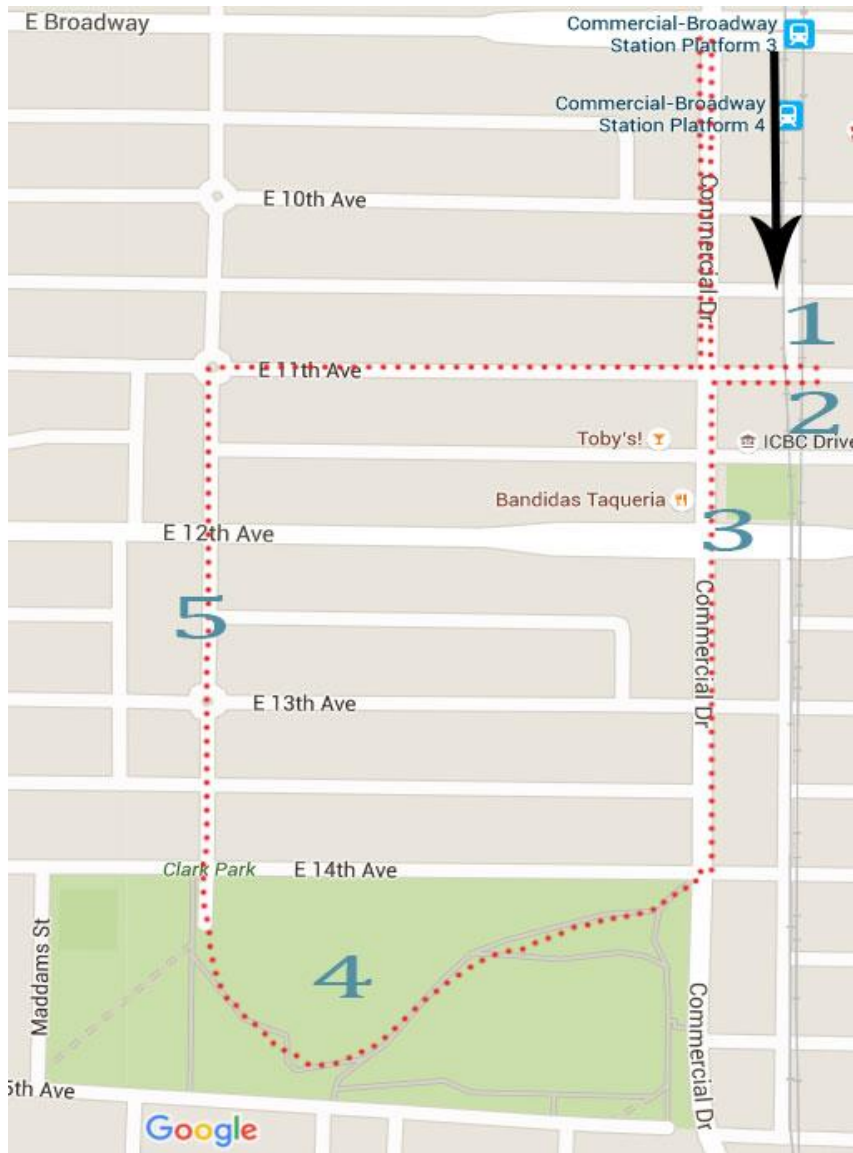 E Broadway
Commercial-Broadway
Station Platform 3
Commercial-Broadway
Station Platform 4
E 10th Ave
Commercial Dr
1
E 11th Ave
2
Toby's!
ICBC Drive
Bandidas Taqueria
3
E 12th Ave
5
Commercial Dr
E 13th Ave
Clark Park
E 14th Ave
Maddams St
4
Commercial Dr
5th Ave
Google